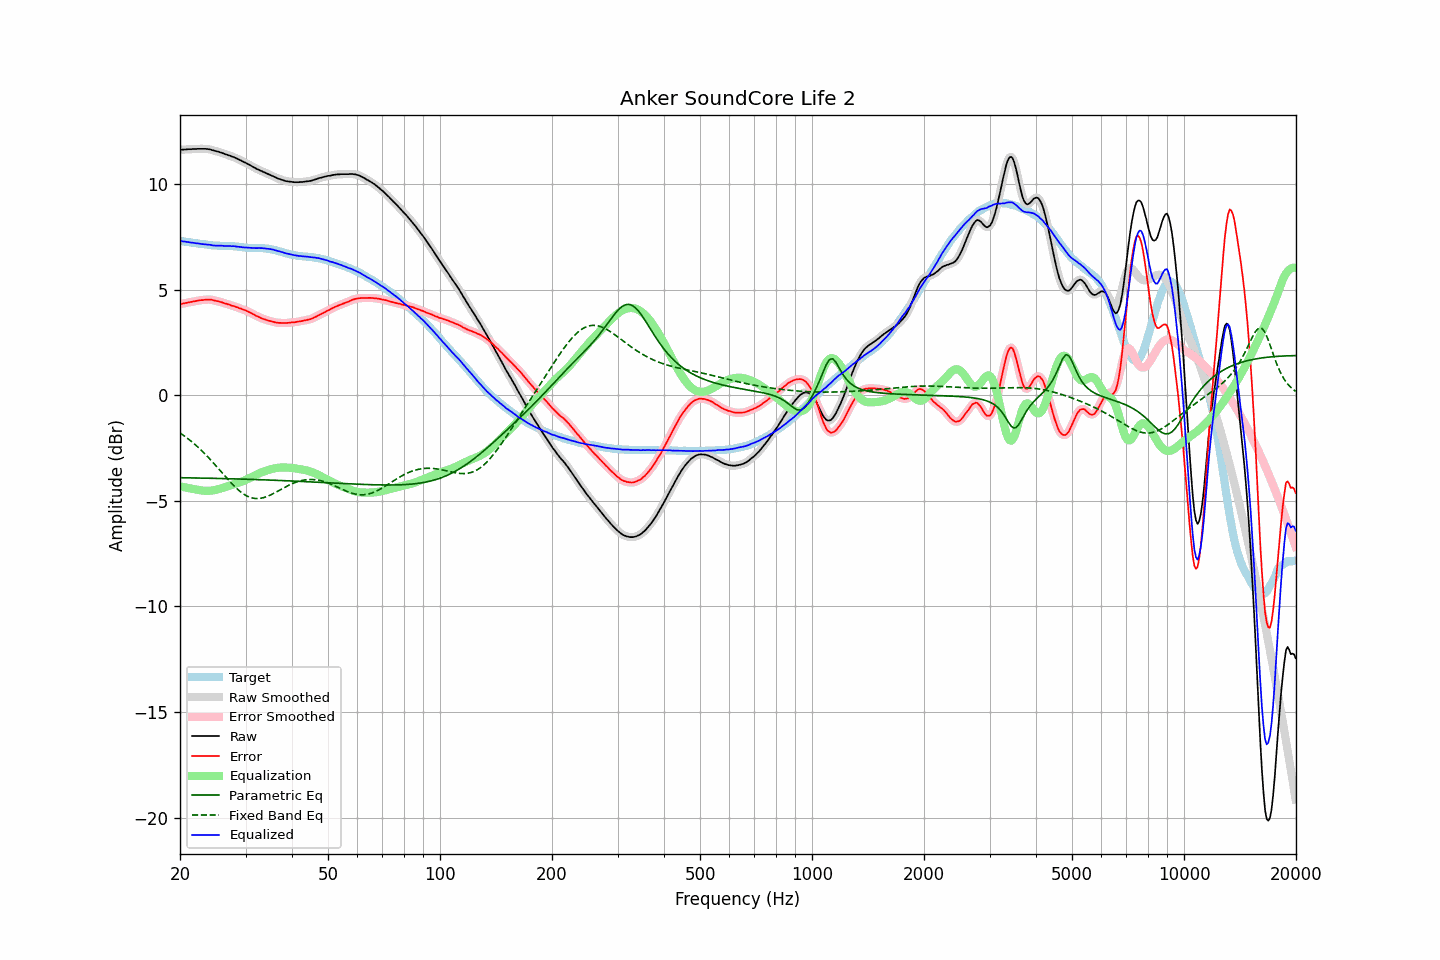 Anker SoundCore Life 2
Amplitude (dBr)
10
5
0
−5
−10
−15
−20
Target
Raw Smoothed
Error Smoothed
Raw
Error
Equalization
Parametric Eq
Fixed Band Eq
Equalized
20
50
100
200
500
1000
2000
5000
10000
20000
Frequency (Hz)